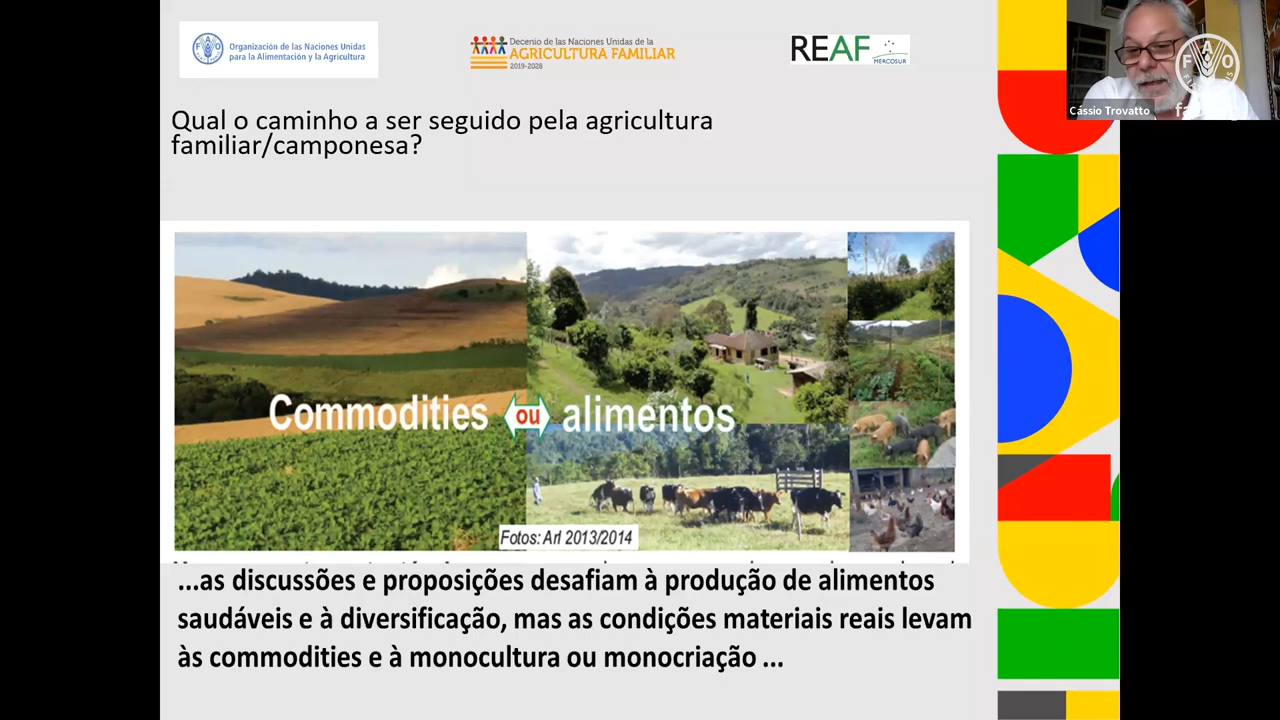 FAO
Organización de las Naciones Unidas
para la Alimentación y la Agricultura
Decenio de las Naciones Unidas de la
AGRICULTURA FAMILIAR
2019-2028
REAF
MERCOSUR
Cássio Trovatto
Qual o caminho a ser seguido pela agricultura
familiar/camponesa?
Commodities ou alimentos
Fotos: Arl 2013/2014
...as discussões e proposições desafiam à produção de alimentos
saudáveis e à diversificação, mas as condições materiais reais levam
às commodities e à monocultura ou monocriação ...